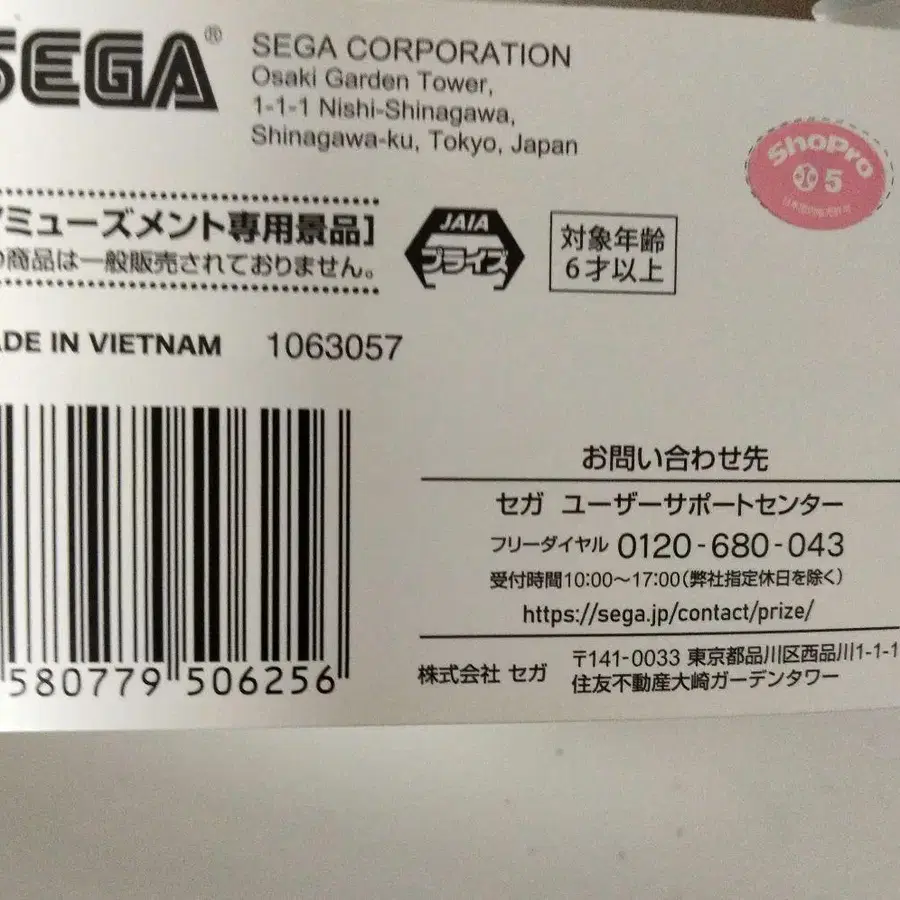 SEGA®
SEGA CORPORATION
Osaki Garden Tower,
1-1-1 Nishi-Shinagawa,
Shinagawa-ku, Tokyo, Japan
ShoPro
5
アミューズメント専用景品]
商品は一般販売されておりません。
JAIA
プライズ
対象年齢
6才以上
ADE IN VIETNAM 1063057
580779 506256
お問い合わせ先
セガ ユーザーサポートセンター
フリーダイヤル 0120-680-043
受付時間10:00～17:00(弊社指定休日を除く)
https://sega.jp/contact/prize/
株式会社 セガ
〒141-0033 東京都品川区西品川1-1-1
住友不動産大崎ガーデンタワー